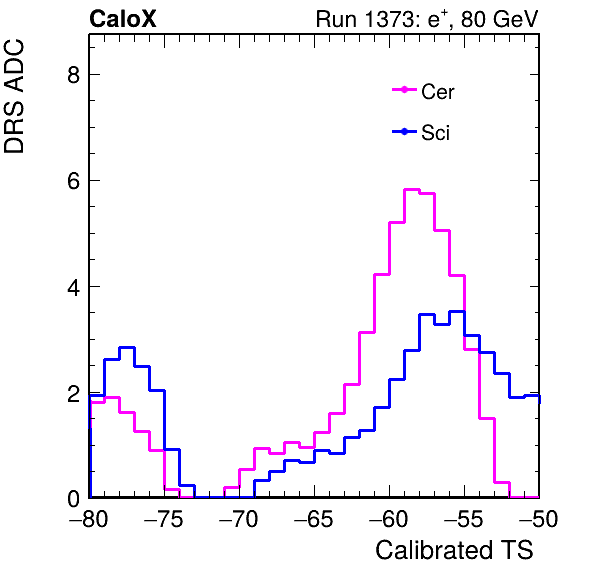 CaloX Run 1373: e⁺, 80 GeV
DRS ADC
8
6
4
2
0
Cer
Sci
−80 −75 −70 −65 −60 −55 −50
Calibrated TS